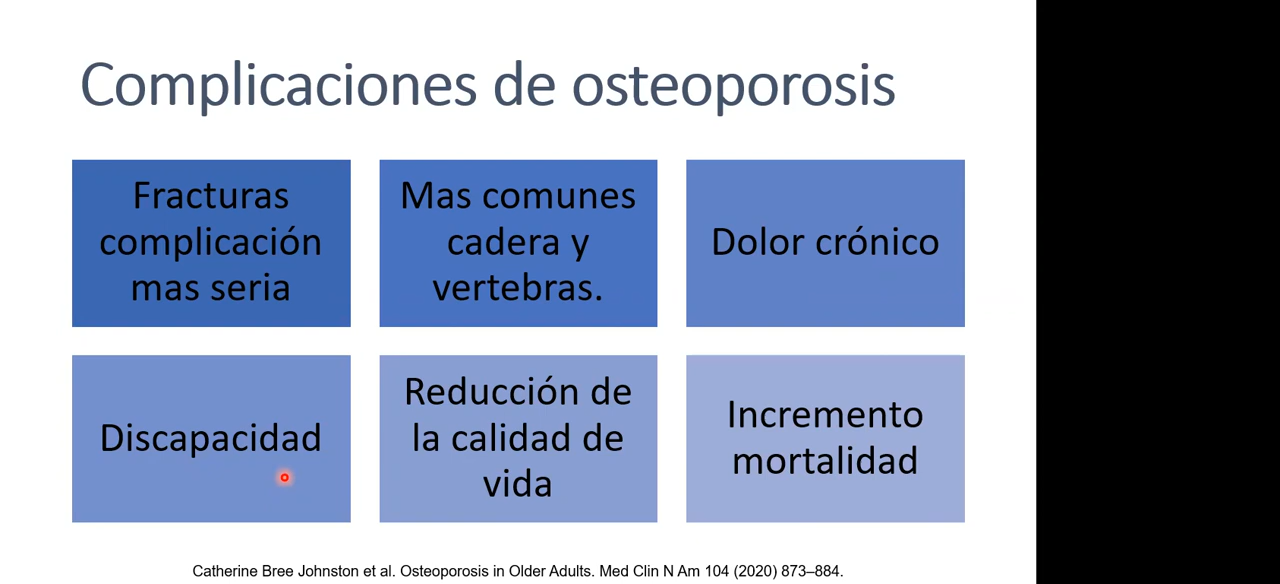 Complicaciones de osteoporosis
Fracturas
complicación
mas seria
Mas comunes
cadera y
vertebras.
Dolor crónico
Discapacidad
Reducción de
la calidad de
vida
Incremento
mortalidad
Catherine Bree Johnston et al. Osteoporosis in Older Adults. Med Clin N Am 104 (2020) 873–884.